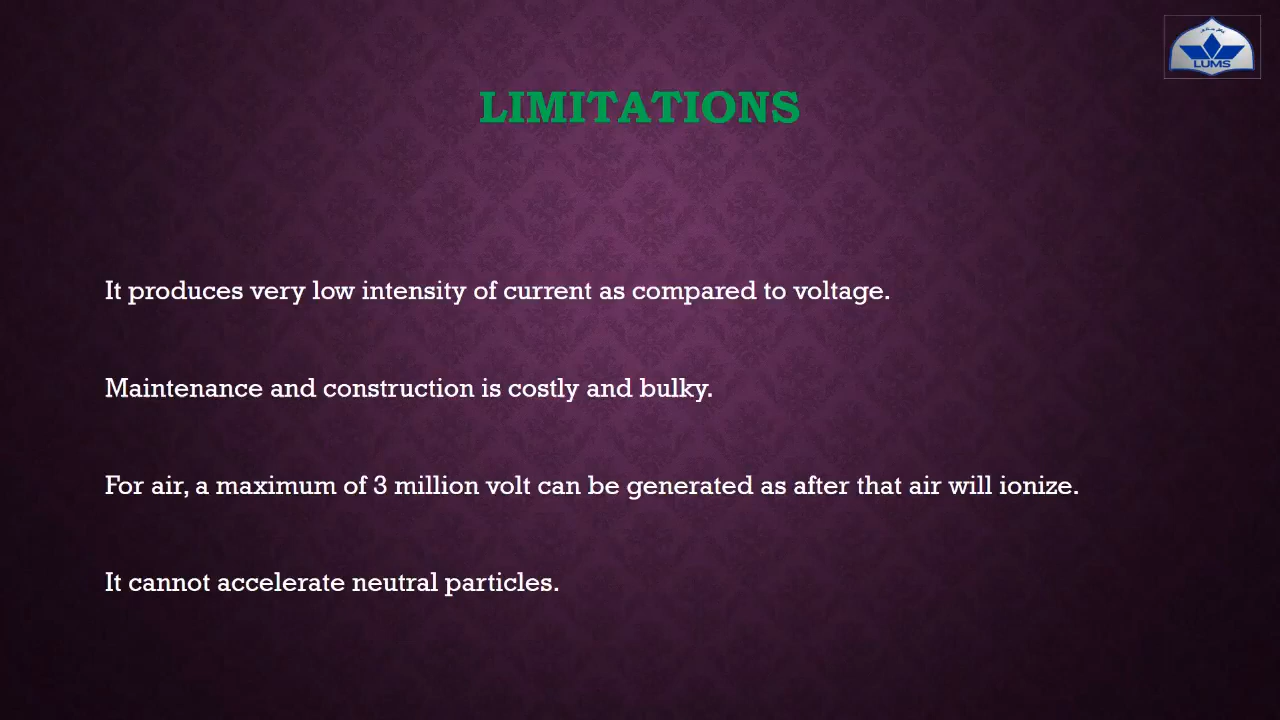 LUMS
LIMITATIONS
It produces very low intensity of current as compared to voltage.
Maintenance and construction is costly and bulky.
For air, a maximum of 3 million volt can be generated as after that air will ionize.
It cannot accelerate neutral particles.